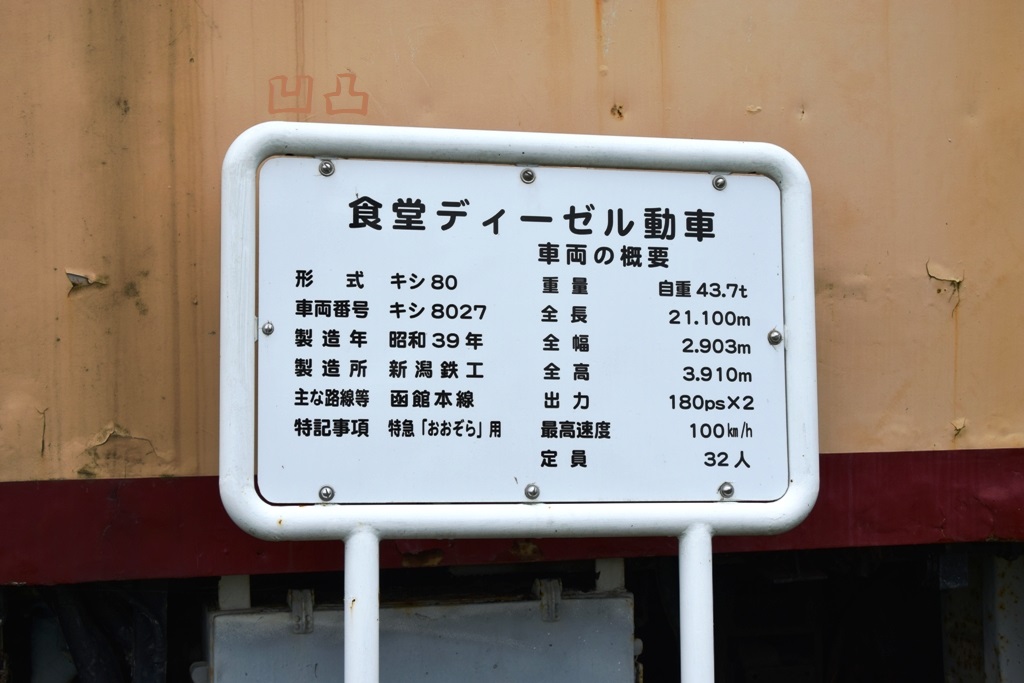 凹凸
食堂ディーゼル動車
車両の概要
形 式 キシ80
車両番号 キシ8027
製造年 昭和39年
製造所 新潟鉄工
主な路線等 函館本線
特記事項 特急「おおぞら」用
重量 自重43.7t
全長 21.100m
全幅 2.903m
全高 3.910m
出力 180ps×2
最高速度 100㎞/h
定員 32人